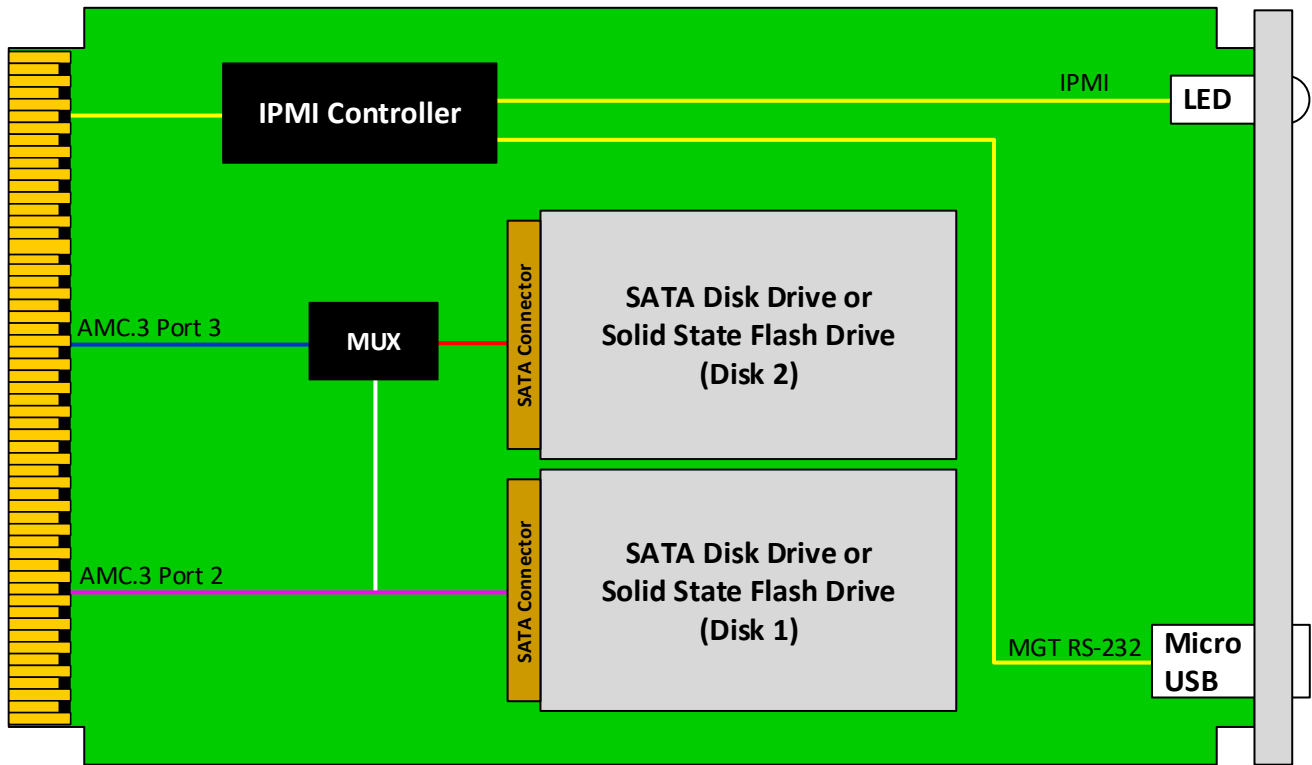 IPMI Controller
IPMI
LED
SATA Connector
SATA Disk Drive or
Solid State Flash Drive
(Disk 2)
AMC.3 Port 3
MUX
SATA Connector
SATA Disk Drive or
Solid State Flash Drive
(Disk 1)
AMC.3 Port 2
MGT RS-232
Micro
USB